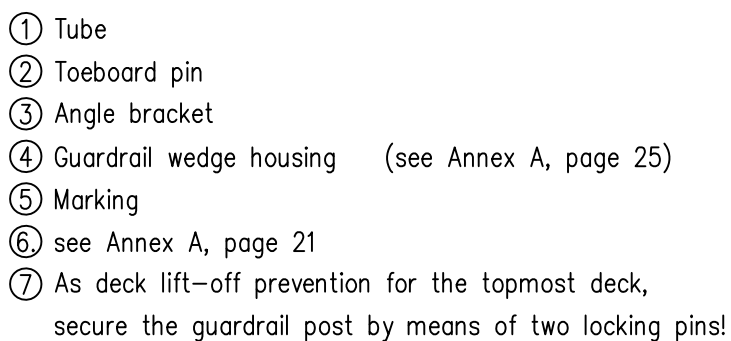 ① Tube
② Toeboard pin
③ Angle bracket
④ Guardrail wedge housing (see Annex A, page 25)
⑤ Marking
⑥. see Annex A, page 21
⑦ As deck lift-off prevention for the topmost deck,
secure the guardrail post by means of two locking pins!